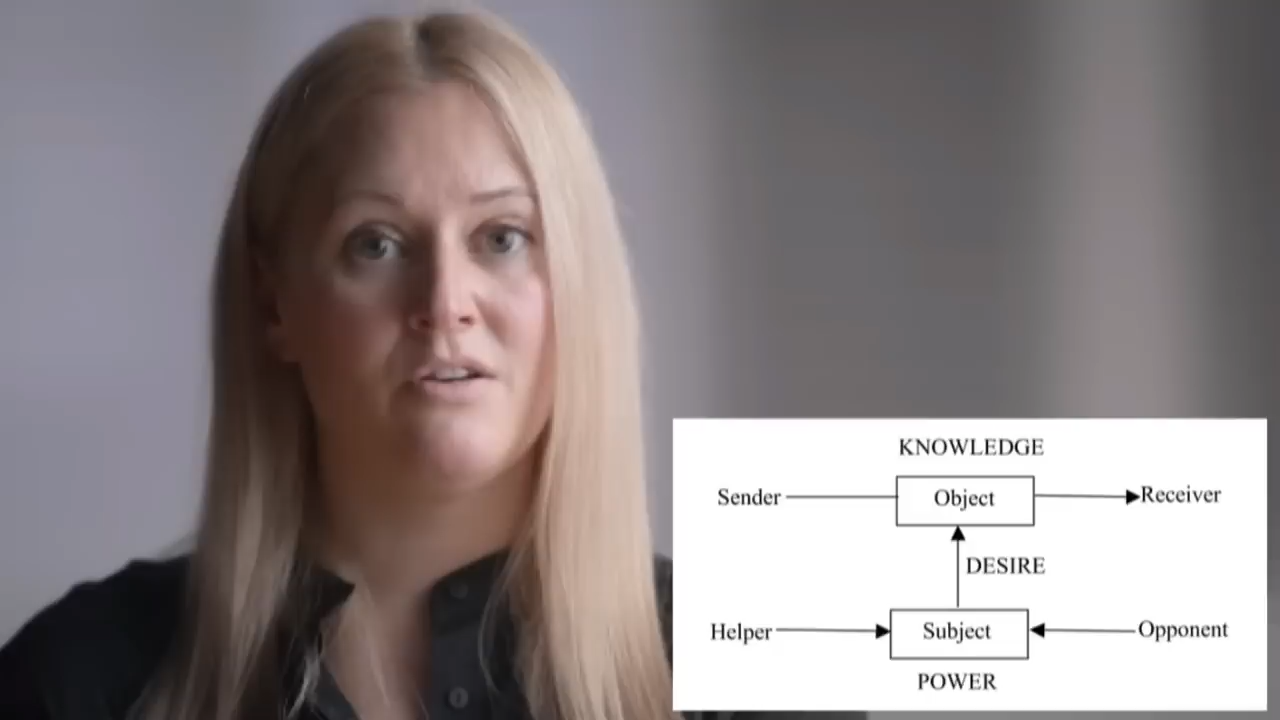 KNOWLEDGE
Sender Object Receiver
DESIRE
Helper Subject Opponent
POWER